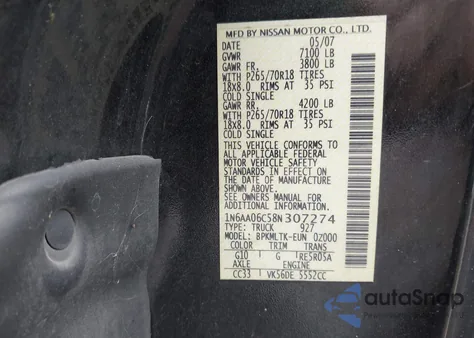 MFD BY NISSAN MOTOR CO., LTD.
DATE 05/07
GVWR 7100 LB
GAWR FR. 3800 LB
WITH P265/70R18 TIRES
18x8.0 RIMS AT 35 PSI
COLD SINGLE
GAWR RR. 4200 LB
WITH P265/70R18 TIRES
18x8.0 RIMS AT 35 PSI
COLD SINGLE
THIS VEHICLE CONFORMS TO
ALL APPLICABLE FEDERAL
MOTOR VEHICLE SAFETY
STANDARDS IN EFFECT ON
THE DATE OF MANUFACTURE
SHOWN ABOVE.
SEE OWNERS MANUAL FOR
ADDITIONAL INFO.
1N6AA06C58N307274
TYPE: TRUCK 927
MODEL: BPKMLTK-EUN 0Z000
COLOR TRIM TRANS
G10 G TRE5R05A
AXLE ENGINE
CC33 VK56DE 5552CC
autoSnap